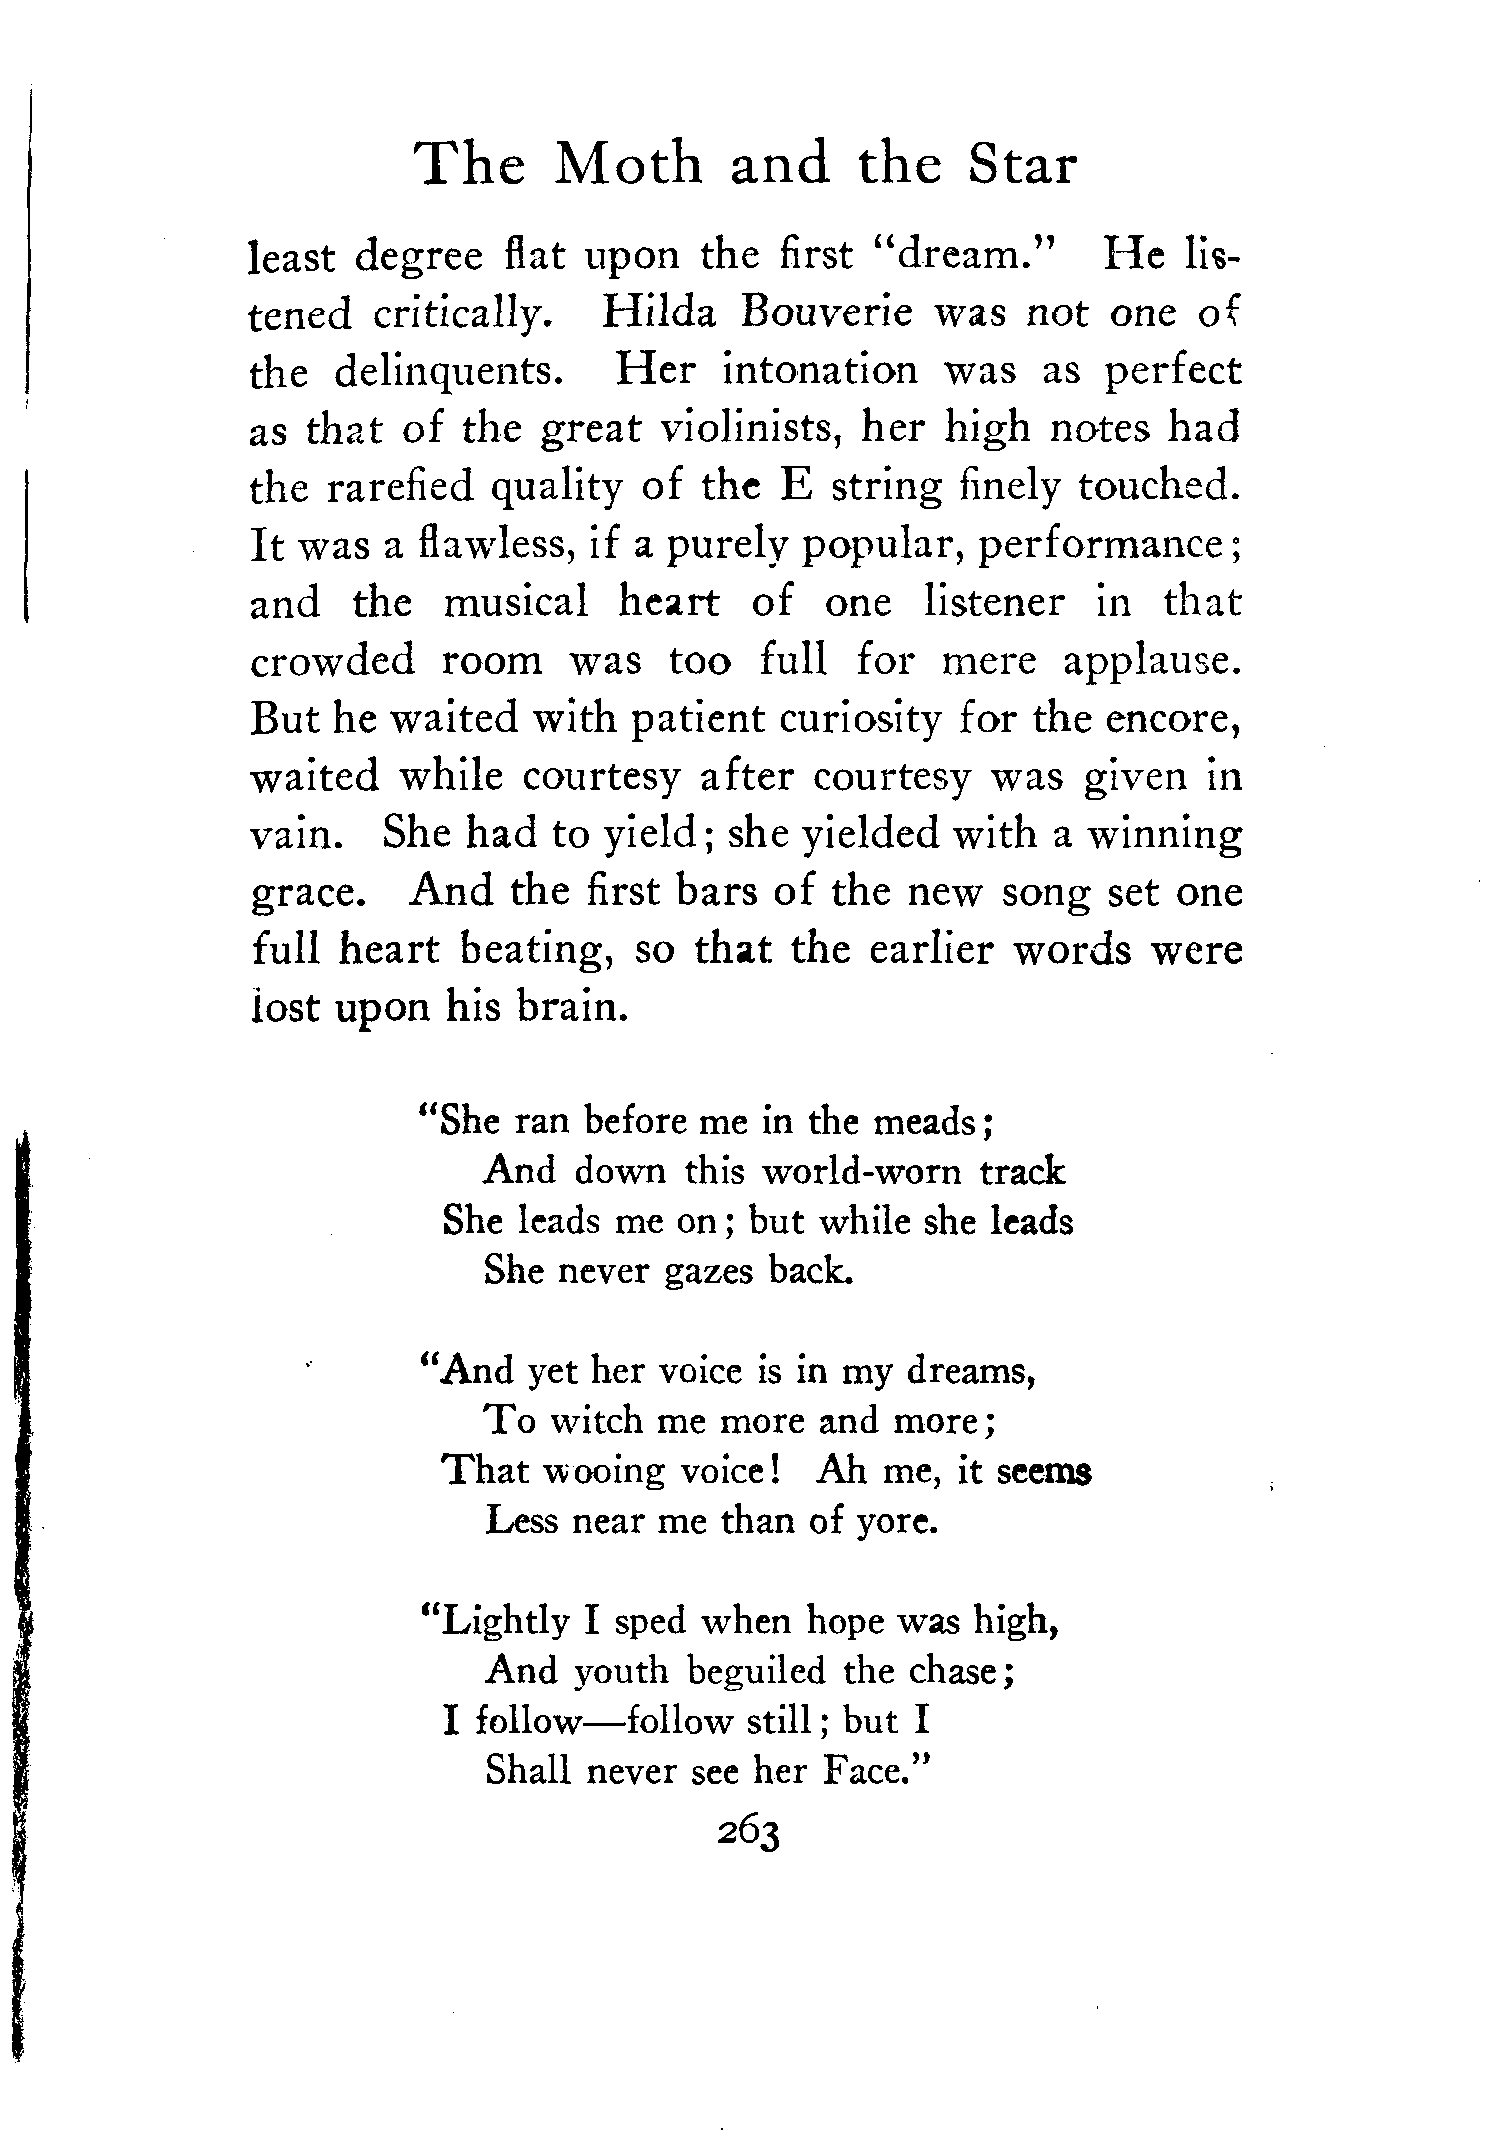 The Moth and the Star
least degree flat upon the first “dream.” He lis-
tened critically. Hilda Bouverie was not one of
the delinquents. Her intonation was as perfect
as that of the great violinists, her high notes had
the rarefied quality of the E string finely touched.
It was a flawless, if a purely popular, performance;
and the musical heart of one listener in that
crowded room was too full for mere applause.
But he waited with patient curiosity for the encore,
waited while courtesy after courtesy was given in
vain. She had to yield; she yielded with a winning
grace. And the first bars of the new song set one
full heart beating, so that the earlier words were
lost upon his brain.
“She ran before me in the meads;
And down this world-worn track
She leads me on; but while she leads
She never gazes back.
“And yet her voice is in my dreams,
To witch me more and more;
That wooing voice! Ah me, it seems
Less near me than of yore.
“Lightly I sped when hope was high,
And youth beguiled the chase;
I follow—follow still; but I
Shall never see her Face.”
263